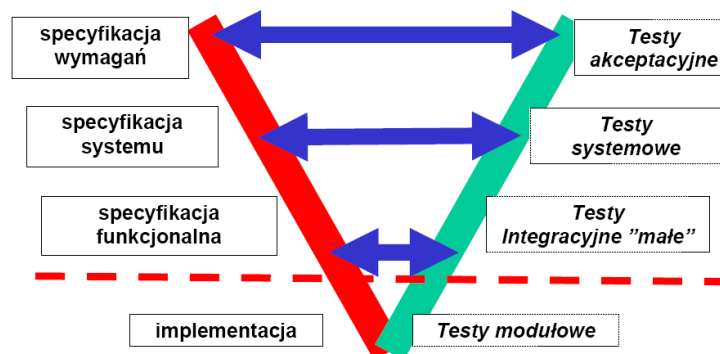 specyfikacja
wymagań
Testy
akceptacyjne
specyfikacja
systemu
Testy
systemowe
specyfikacja
funkcjonalna
Testy
Integracyjne ”małe”
implementacja
Testy modułowe